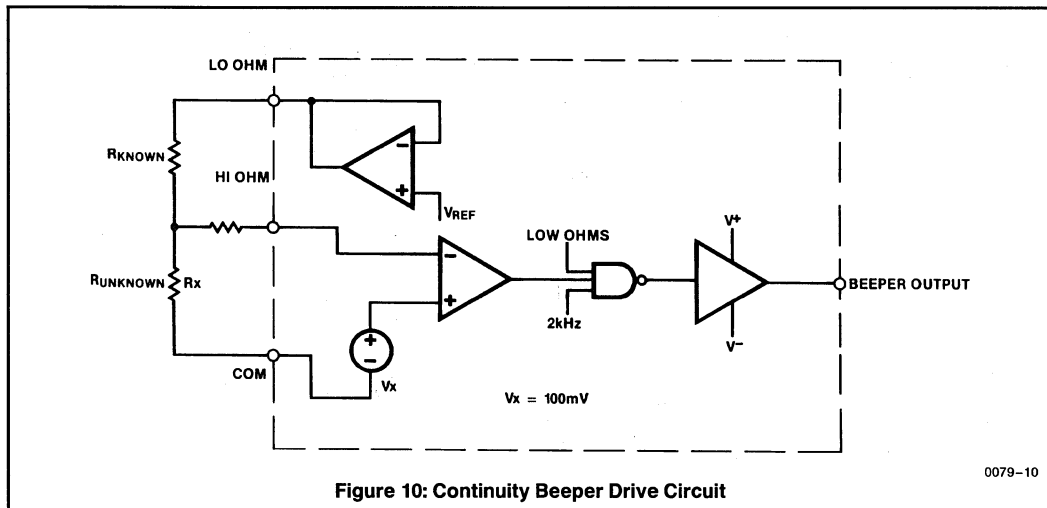 LO OHM
RKNOWN
HI OHM
VREF
RUNKNOWN
Rx
COM
Vx
LOW OHMS
2kHz
V+
V−
BEEPER OUTPUT
Vx = 100mV
0079-10
Figure 10: Continuity Beeper Drive Circuit